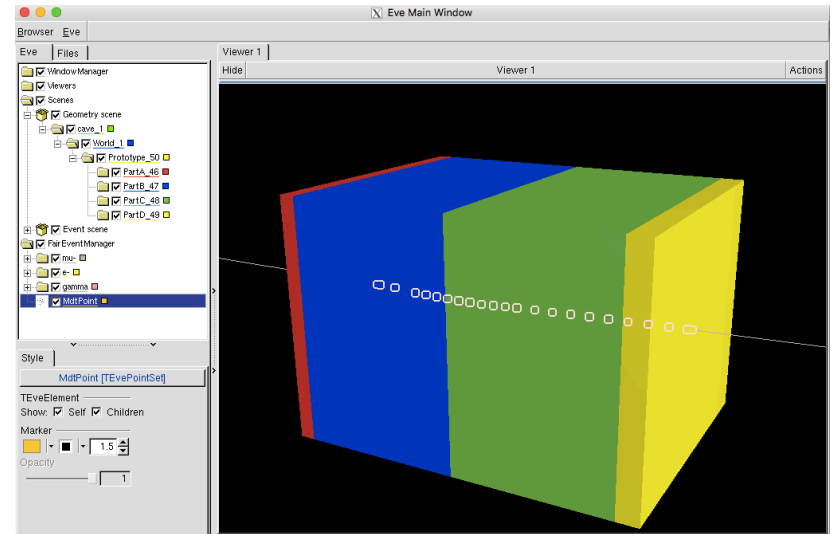 Eve Main Window
Browser Eve
Eve Files
Viewer 1
Hide Viewer 1 Actions
WindowManager
Viewers
Scenes
Geometry scene
cave_1
World_1
Prototype_50
PartA_46
PartB_47
PartC_48
PartD_49
Event scene
FairEventManager
mu-
e-
gamma
MdtPoint
Style
MdtPoint [TEvePointSet]
TEveElement
Show: Self Children
Marker
1.5
Opacity
1